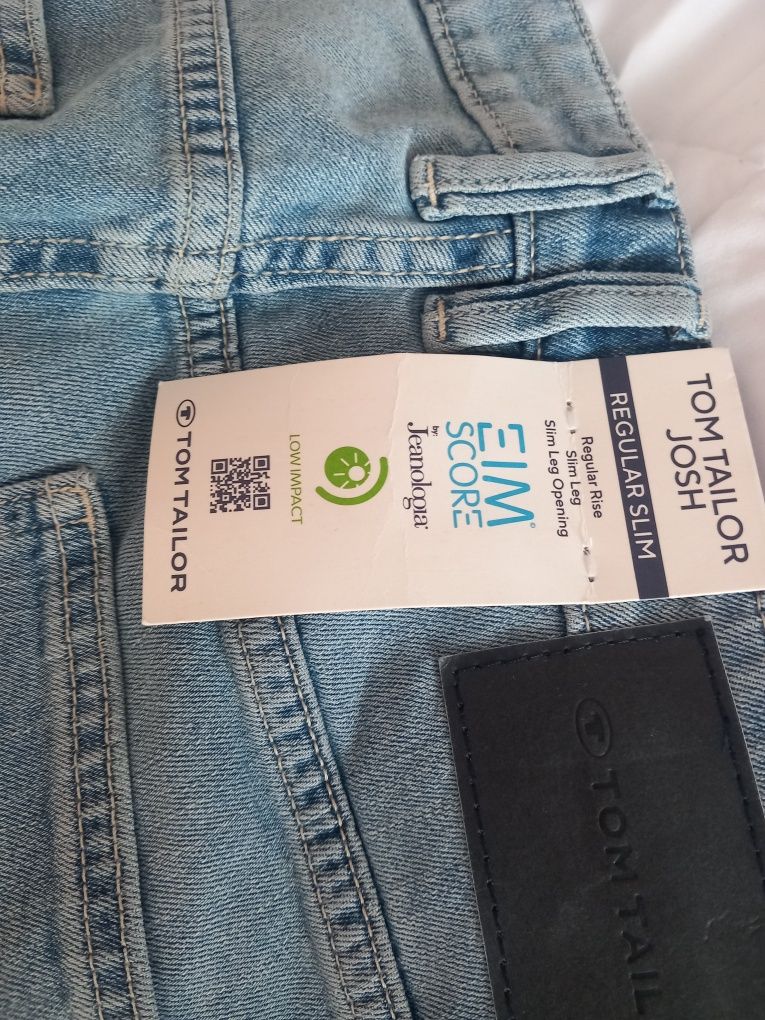 TOM TAILOR
JOSH
REGULAR SLIM
Regular Rise
Slim Leg
Slim Leg Opening
EIM®
SCORE
by:
Jeanologia®
LOW IMPACT
T TOM TAILOR
T TOM TAIL